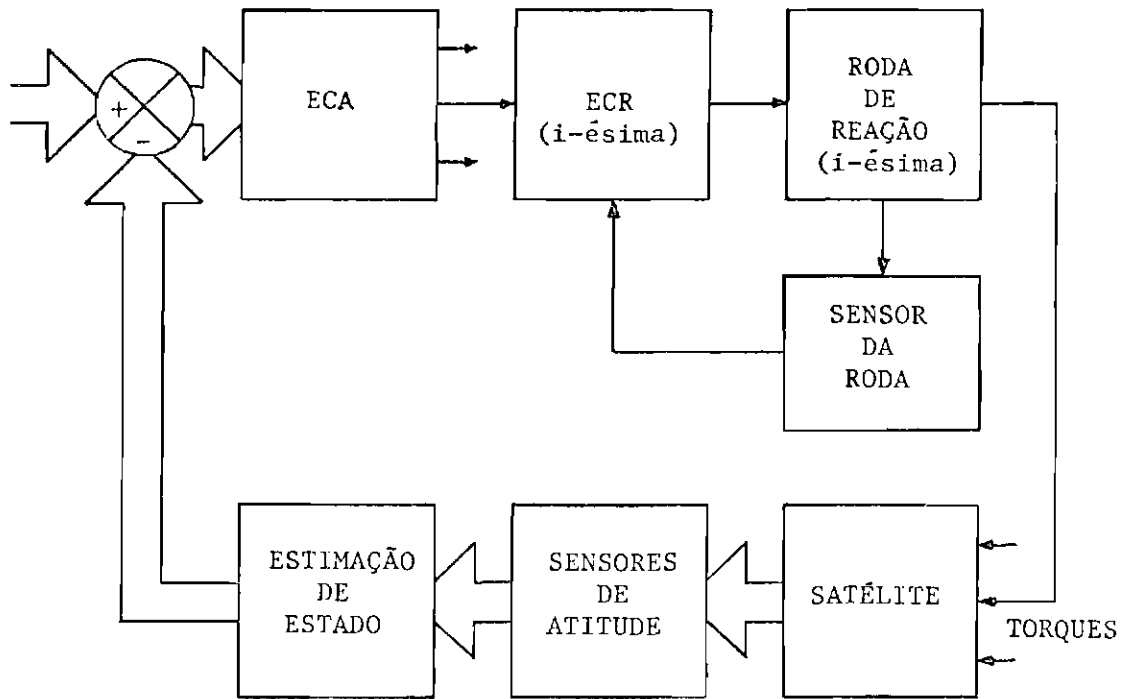 +
-
ECA
ECR
(i-ésima)
RODA
DE
REAÇÃO
(i-ésima)
SENSOR
DA
RODA
ESTIMAÇÃO
DE
ESTADO
SENSORES
DE
ATITUDE
SATÉLITE
TORQUES